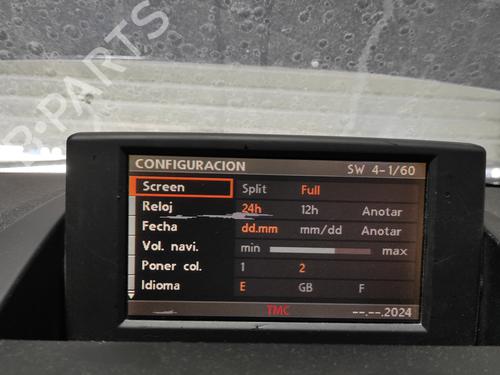 B-PARTS
CONFIGURACION SW 4-1/60
Screen Split Full
Reloj 24h 12h Anotar
Fecha dd.mm mm/dd Anotar
Vol. navi. min max
Poner col. 1 2
Idioma E GB F
TMC --.--.2024